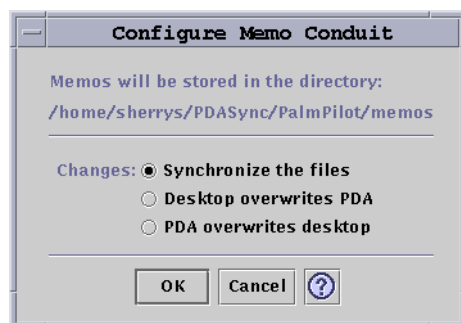 Configure Memo Conduit
Memos will be stored in the directory:
/home/sherrys/PDASync/PalmPilot/memos
Changes: Synchronize the files
Desktop overwrites PDA
PDA overwrites desktop
OK Cancel ?